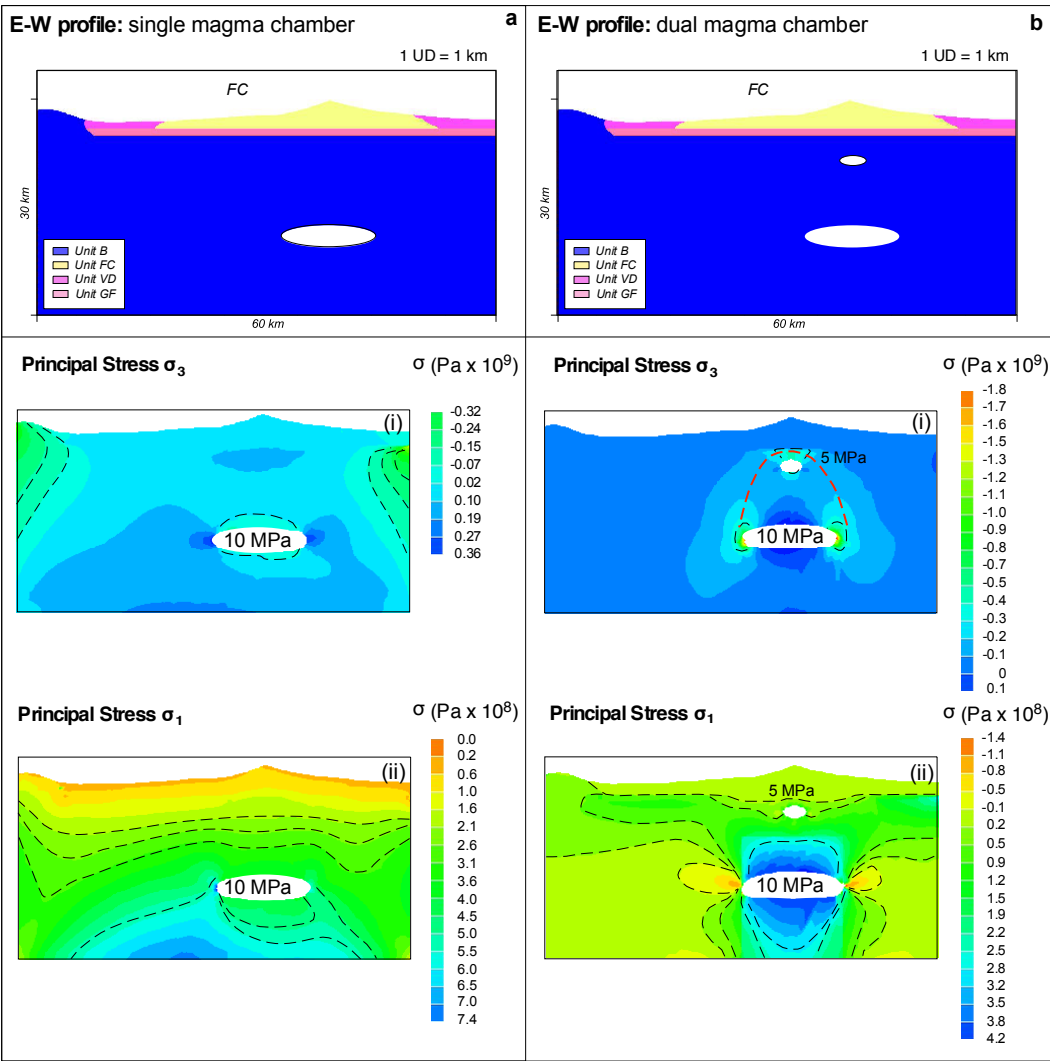 E-W profile: single magma chamber
a
1 UD = 1 km
FC
30 km
Unit B
Unit FC
Unit VD
Unit GF
60 km
E-W profile: dual magma chamber
b
1 UD = 1 km
FC
30 km
Unit B
Unit FC
Unit VD
Unit GF
60 km
Principal Stress σ3
σ (Pa x 10⁹)
(i)
10 MPa
-0.32
-0.24
-0.15
-0.07
0.02
0.10
0.19
0.27
0.36
Principal Stress σ3
σ (Pa x 10⁹)
(i)
5 MPa
10 MPa
-1.8
-1.7
-1.6
-1.5
-1.3
-1.2
-1.1
-1.0
-0.9
-0.8
-0.7
-0.5
-0.4
-0.3
-0.2
-0.1
0
0.1
Principal Stress σ1
σ (Pa x 10⁸)
(ii)
10 MPa
0.0
0.2
0.6
1.0
1.6
2.1
2.6
3.1
3.6
4.0
4.5
5.0
5.5
6.0
6.5
7.0
7.4
Principal Stress σ1
σ (Pa x 10⁸)
(ii)
5 MPa
10 MPa
-1.4
-1.1
-0.8
-0.5
-0.1
0.2
0.5
0.9
1.2
1.5
1.9
2.2
2.5
2.8
3.2
3.5
3.8
4.2